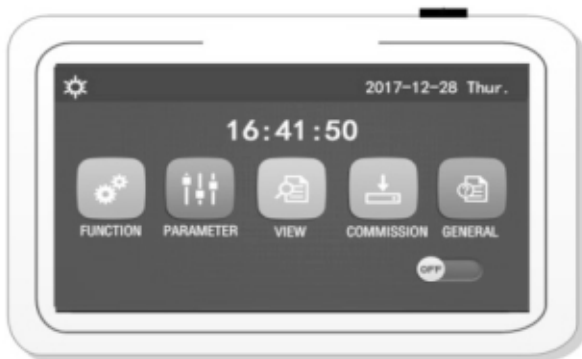 2017-12-28 Thur.
16:41:50
FUNCTION PARAMETER VIEW COMMISSION GENERAL
OFF